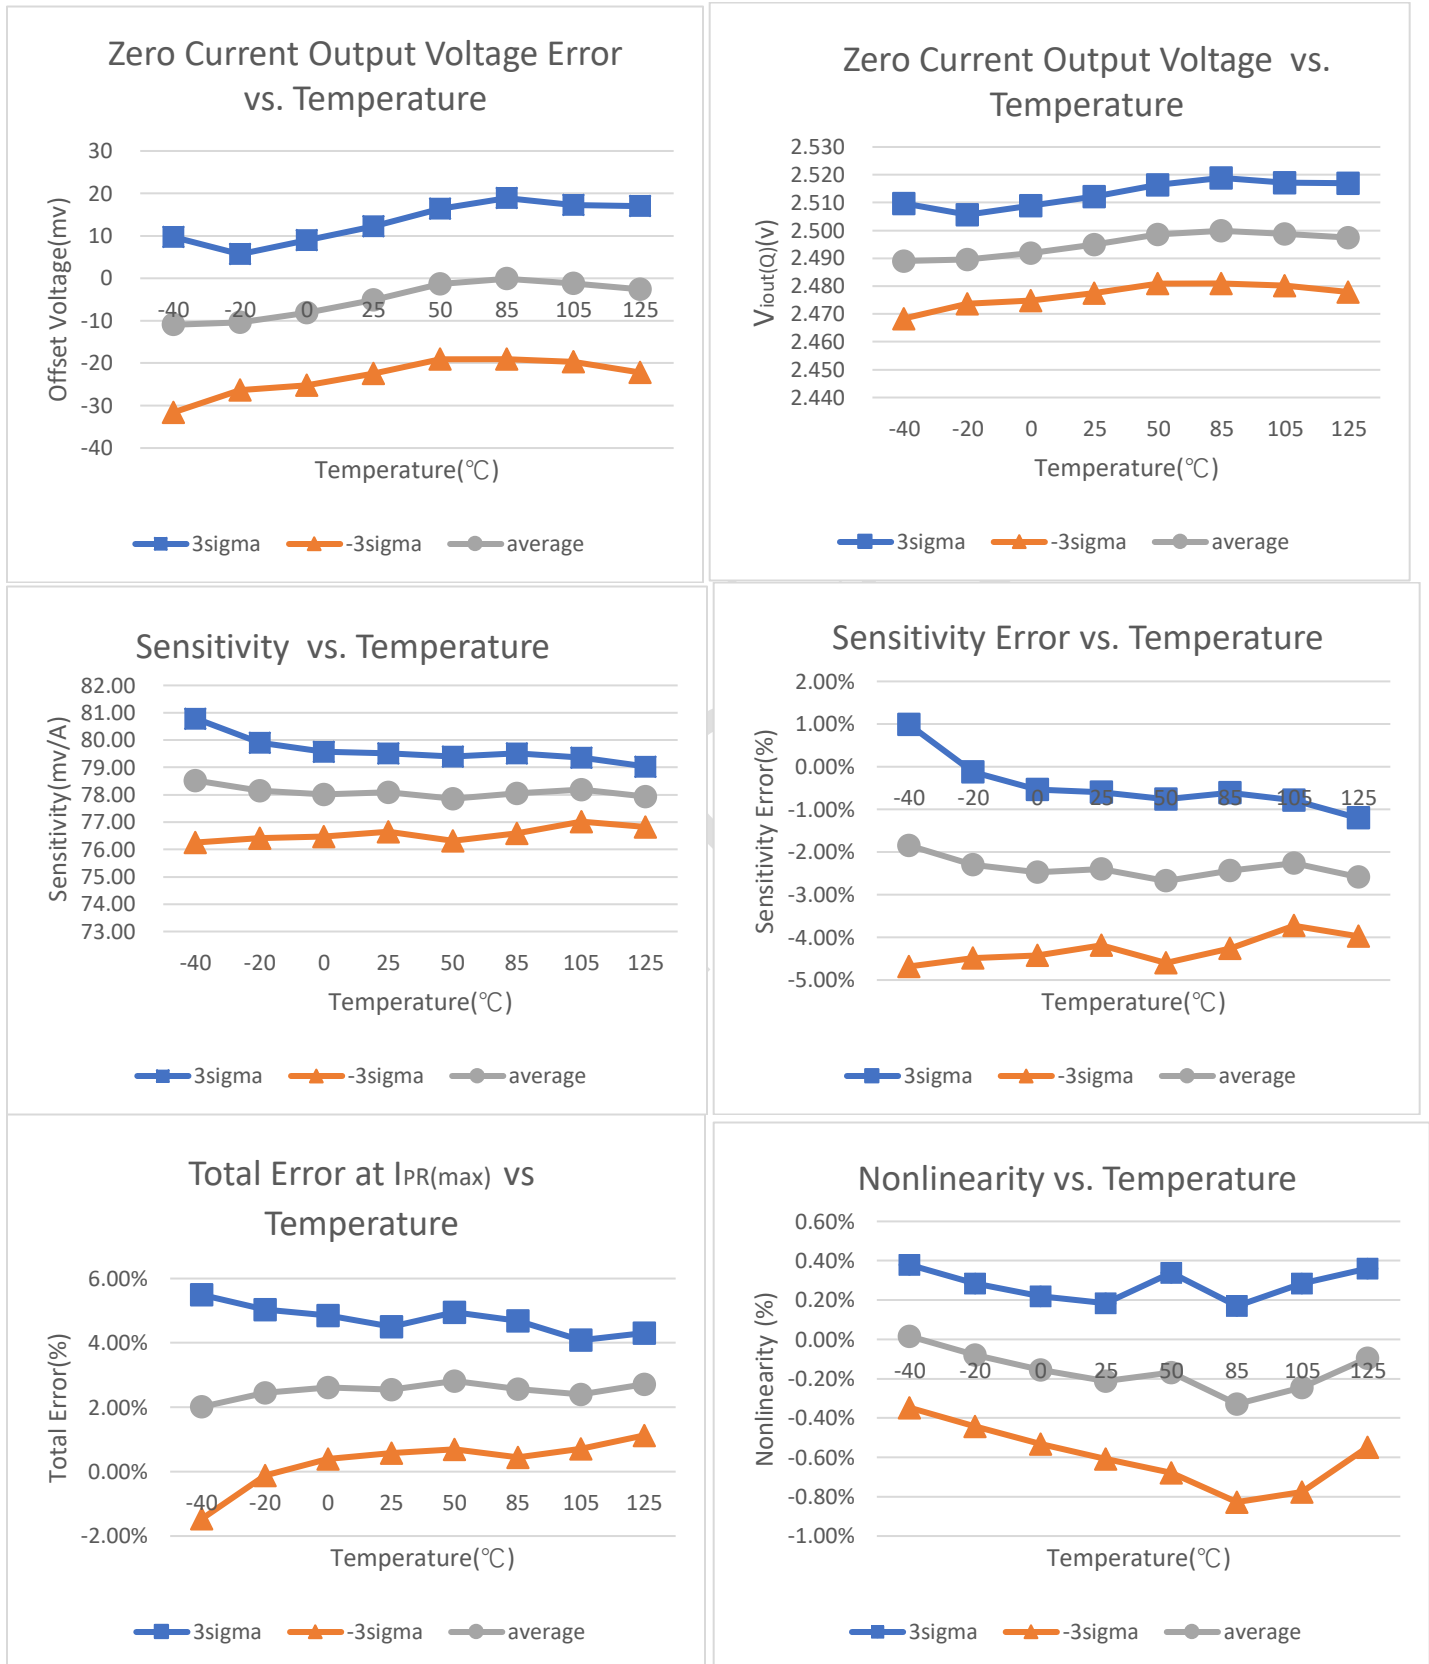 Zero Current Output Voltage Error
vs. Temperature
30
20
10
0
-10
-20
-30
-40
Offset Voltage(mv)
-40 -20 0 25 50 85 105 125
Temperature(℃)
3sigma -3sigma average
Zero Current Output Voltage vs.
Temperature
2.530
2.520
2.510
2.500
2.490
2.480
2.470
2.460
2.450
2.440
Viout(Q)(v)
-40 -20 0 25 50 85 105 125
Temperature(℃)
3sigma -3sigma average
Sensitivity vs. Temperature
82.00
81.00
80.00
79.00
78.00
77.00
76.00
75.00
74.00
73.00
Sensitivity(mv/A)
-40 -20 0 25 50 85 105 125
Temperature(℃)
3sigma -3sigma average
Sensitivity Error vs. Temperature
2.00%
1.00%
0.00%
-1.00%
-2.00%
-3.00%
-4.00%
-5.00%
Sensitivity Error(%)
-40 -20 0 25 50 85 105 125
Temperature(℃)
3sigma -3sigma average
Total Error at IPR(max) vs
Temperature
6.00%
4.00%
2.00%
0.00%
-2.00%
Total Error(%)
-40 -20 0 25 50 85 105 125
Temperature(℃)
3sigma -3sigma average
Nonlinearity vs. Temperature
0.60%
0.40%
0.20%
0.00%
-0.20%
-0.40%
-0.60%
-0.80%
-1.00%
Nonlinearity (%)
-40 -20 0 25 50 85 105 125
Temperature(℃)
3sigma -3sigma average